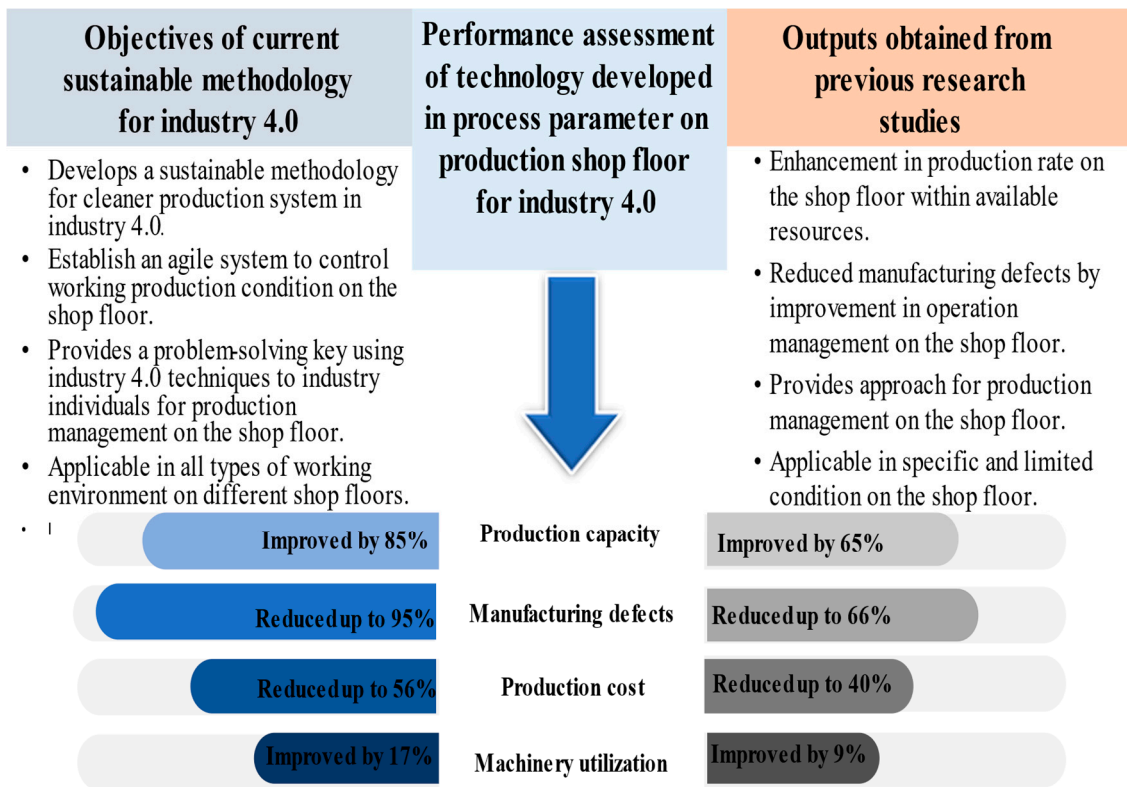 Objectives of current
sustainable methodology
for industry 4.0
• Develops a sustainable methodology
for cleaner production system in
industry 4.0.
• Establish an agile system to control
working production condition on the
shop floor.
• Provides a problem-solving key using
industry 4.0 techniques to industry
individuals for production
management on the shop floor.
• Applicable in all types of working
environment on different shop floors.
Performance assessment
of technology developed
in process parameter on
production shop floor
for industry 4.0
Outputs obtained from
previous research
studies
• Enhancement in production rate on
the shop floor within available
resources.
• Reduced manufacturing defects by
improvement in operation
management on the shop floor.
• Provides approach for production
management on the shop floor.
• Applicable in specific and limited
condition on the shop floor.
Improved by 85%
Production capacity
Improved by 65%
Reduced up to 95%
Manufacturing defects
Reduced up to 66%
Reduced up to 56%
Production cost
Reduced up to 40%
Improved by 17%
Machinery utilization
Improved by 9%